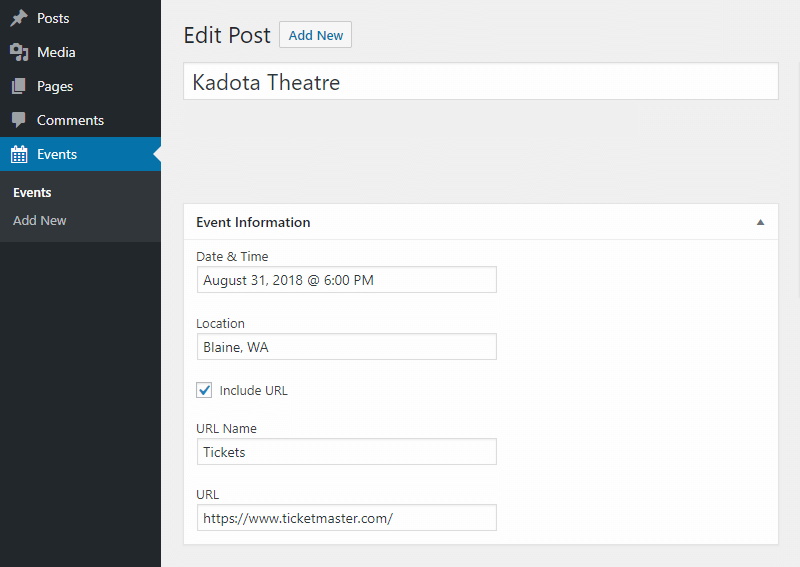 Posts
Media
Pages
Comments
Events
Events
Add New
Edit Post Add New
Kadota Theatre
Event Information
Date & Time
August 31, 2018 @ 6:00 PM
Location
Blaine, WA
Include URL
URL Name
Tickets
URL
https://www.ticketmaster.com/